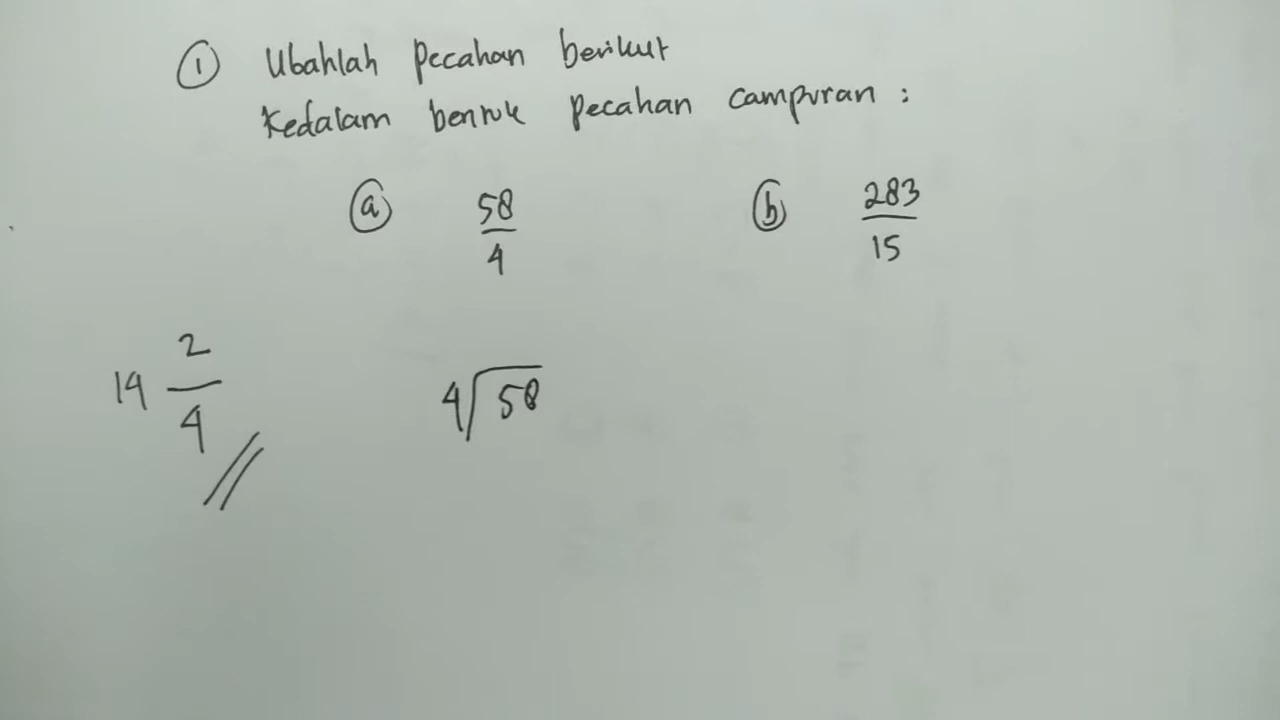 ① Ubahlah pecahan berikut
kedalam bentuk pecahan campuran :
ⓐ 58/4 ⓑ 283/15
14 2/4 //
4√58